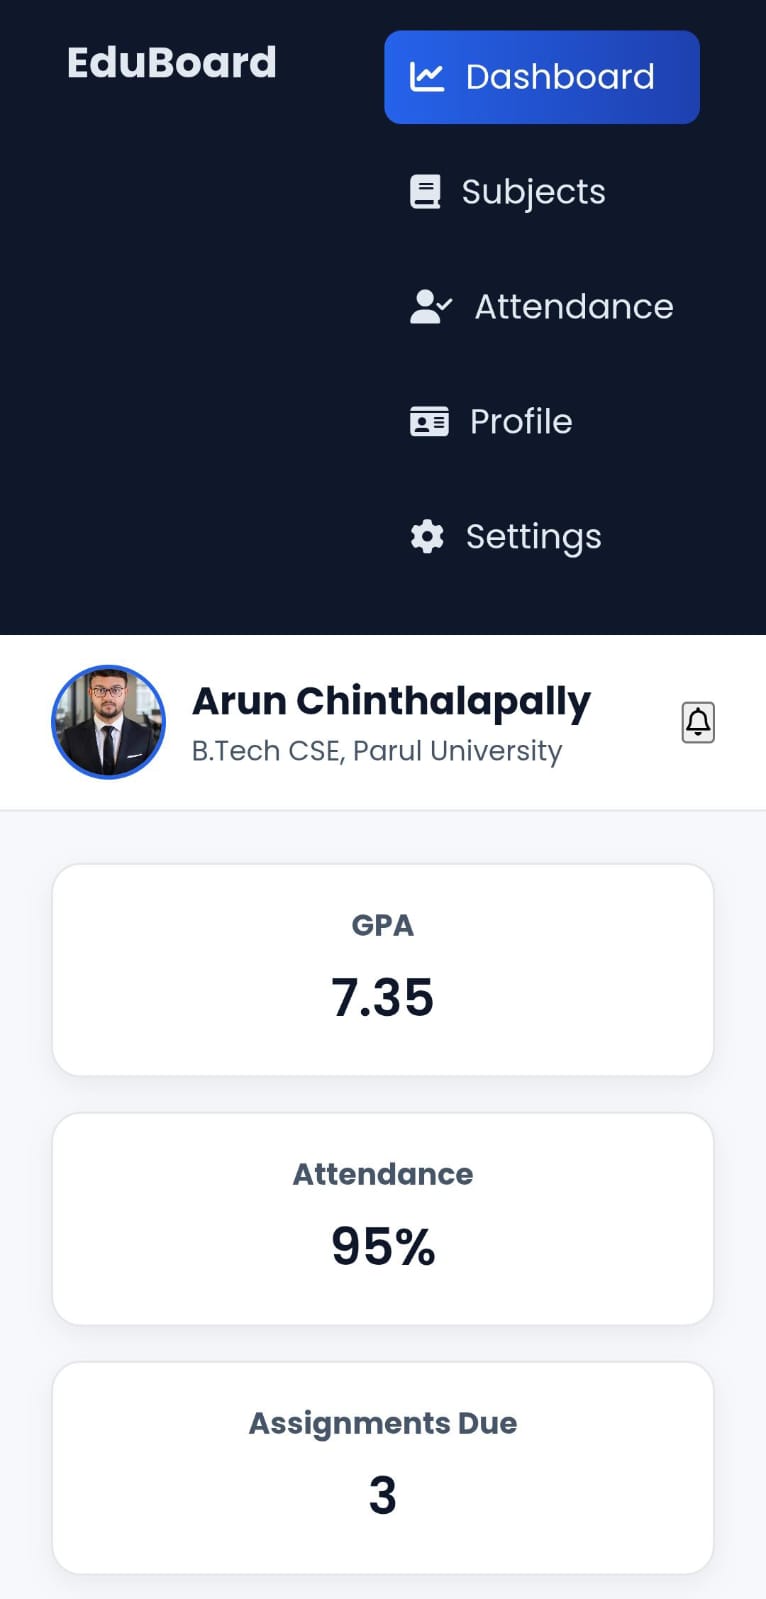 EduBoard
Dashboard
Subjects
Attendance
Profile
Settings
Arun Chinthalapally
B.Tech CSE, Parul University
GPA
7.35
Attendance
95%
Assignments Due
3